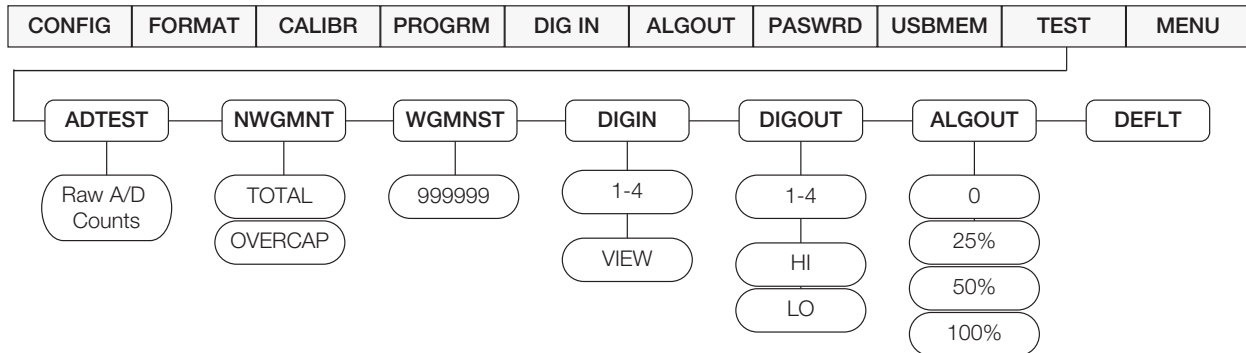 CONFIG FORMAT CALIBR PROGRM DIG IN ALGOUT PASWRD USBMEM TEST MENU
ADTEST NWGMNT WGMNST DIGIN DIGOUT ALGOUT DEFLT
Raw A/D
Counts
TOTAL
OVERCAP
999999
1-4
VIEW
1-4
HI
LO
0
25%
50%
100%